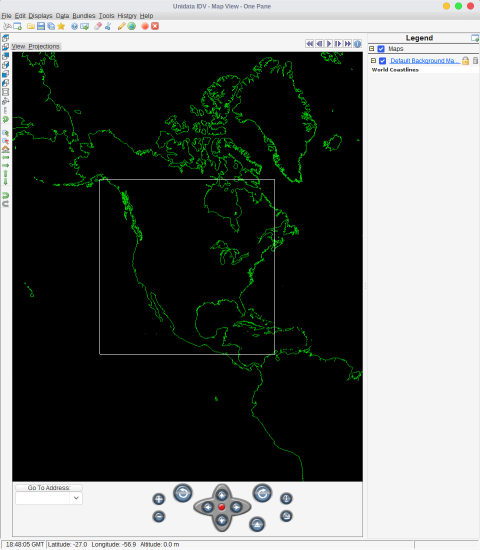 Unidata IDV - Map View - One Pane
File Edit Displays Data Bundles Tools History Help
View Projections
Legend
Maps
Default Background Ma...
World Coastlines
Go To Address:
18:48:05 GMT Latitude: -27.0 Longitude: -56.9 Altitude: 0.0 m